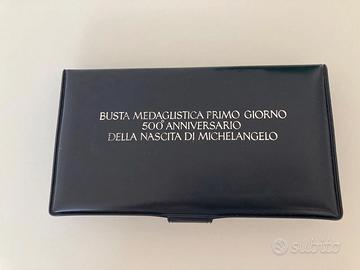 BUSTA MEDAGLISTICA PRIMO GIORNO
500° ANNIVERSARIO
DELLA NASCITA DI MICHELANGELO
subito